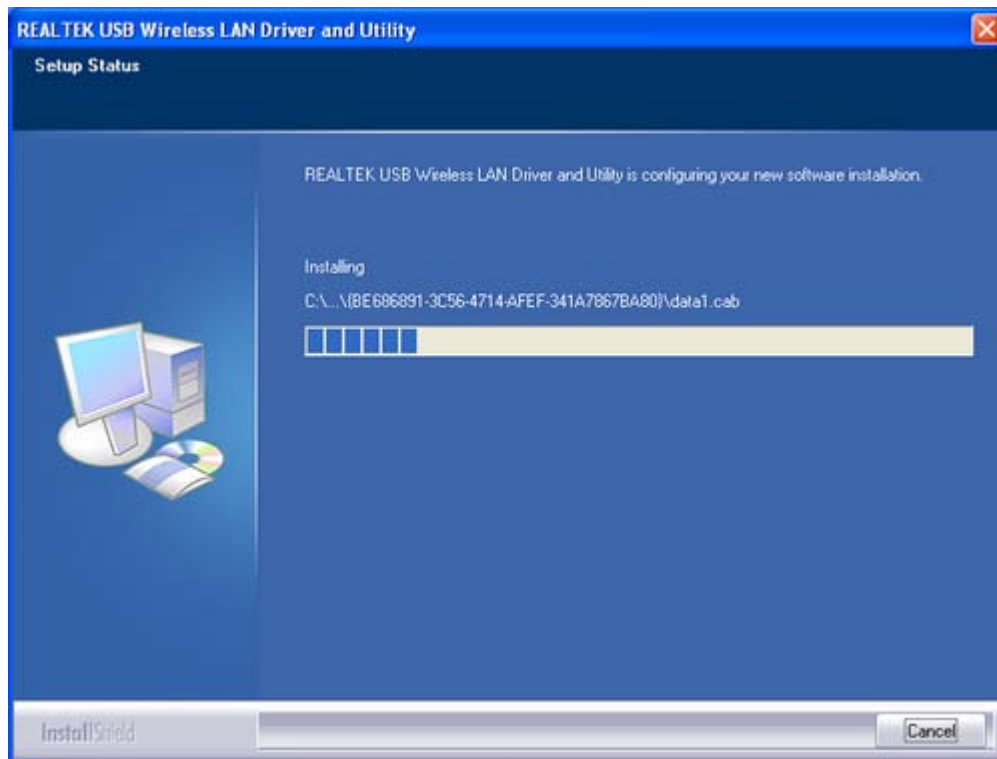 REALTEK USB Wireless LAN Driver and Utility
Setup Status
REALTEK USB Wireless LAN Driver and Utility is configuring your new software installation.
Installing
C:\...\{BE686891-3C56-4714-AFEF-341A7867BA80}\data1.cab
InstallShield
Cancel